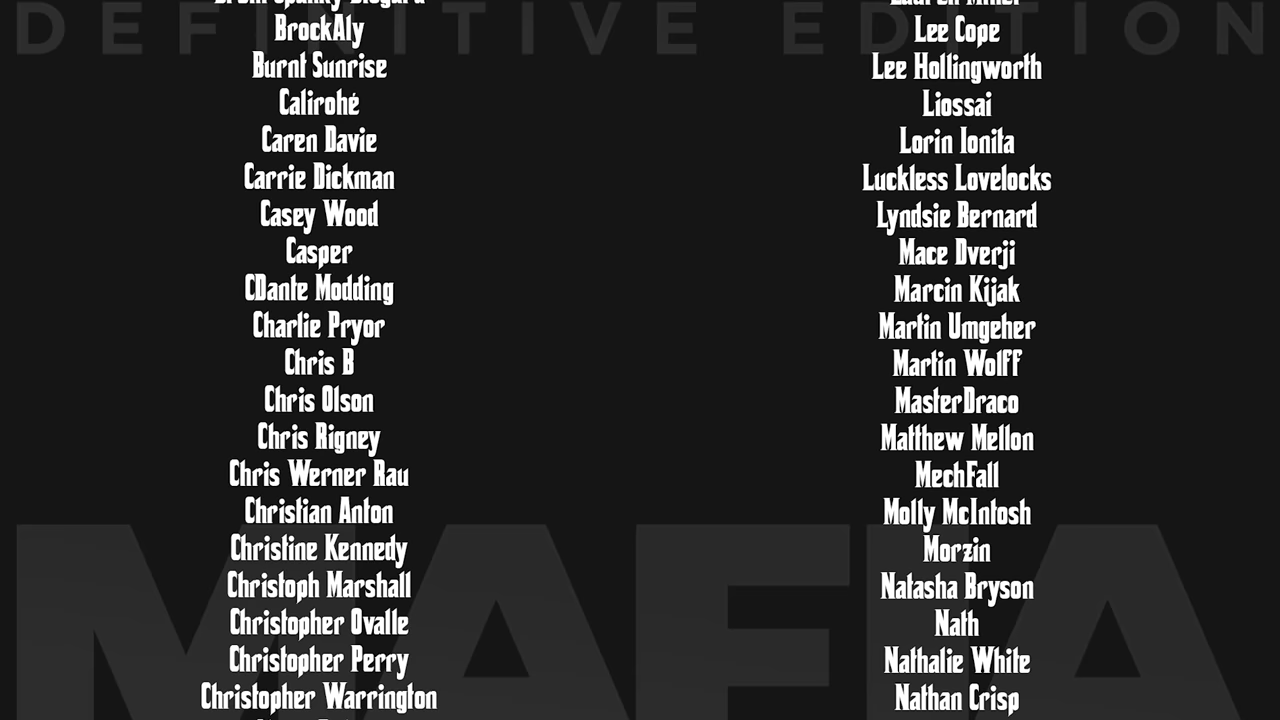 DEFINITIVE EDITION
BrockAly
Burnt Sunrise
Calirohé
Caren Davie
Carrie Dickman
Casey Wood
Casper
CDante Modding
Charlie Pryor
Chris B
Chris Olson
Chris Rigney
Chris Werner Rau
Christian Anton
Christine Kennedy
Christoph Marshall
Christopher Ovalle
Christopher Perry
Christopher Warrington
Lauren Miller
Lee Cope
Lee Hollingworth
Liossai
Lorin Ionita
Luckless Lovelocks
Lyndsie Bernard
Mace Dverji
Marcin Kijak
Martin Umgeher
Martin Wolff
MasterDraco
Matthew Mellon
MechFall
Molly McIntosh
Morzin
Natasha Bryson
Nath
Nathalie White
Nathan Crisp
MAFIA